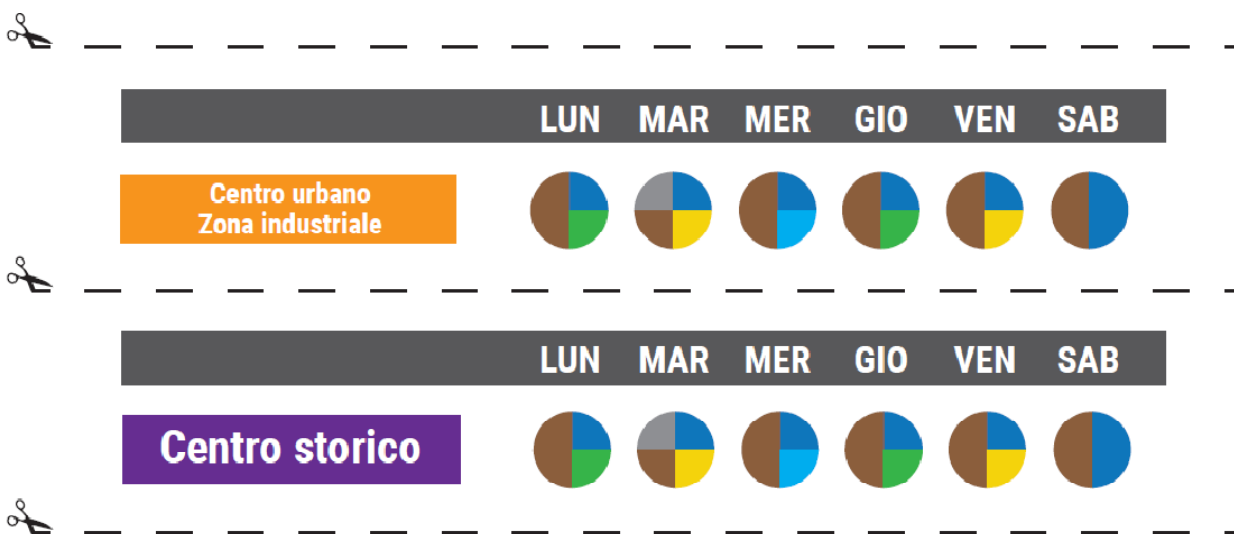 LUN MAR MER GIO VEN SAB
Centro urbano
Zona industriale
LUN MAR MER GIO VEN SAB
Centro storico